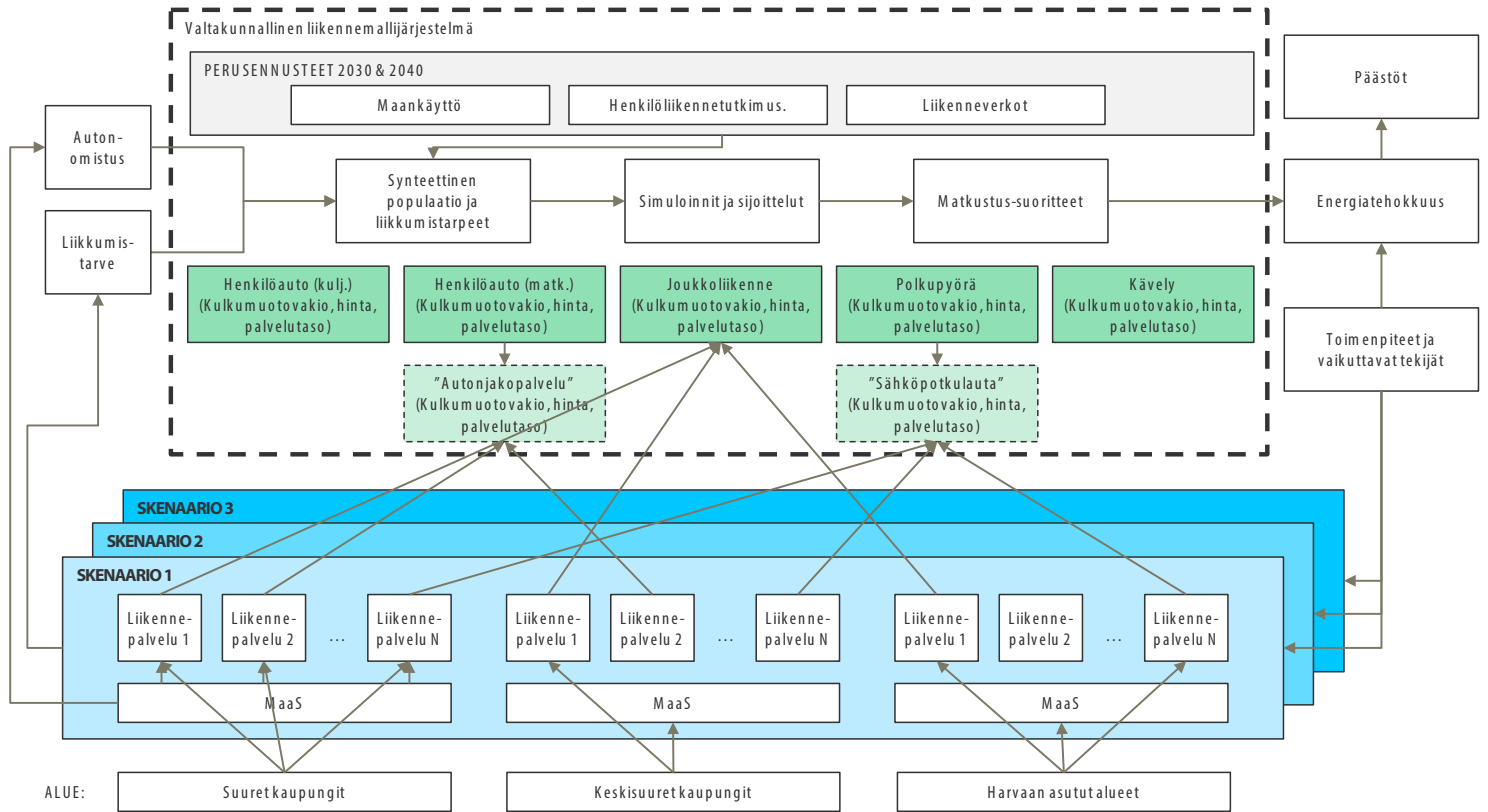 Valtakunnallinen liikennemallijärjestelmä
PERUSENNUSTEET 2030 & 2040
Maankäyttö
Henkilöliikennetutkimus.
Liikenneverkot
Päästöt
Auton-
omistus
Synteettinen
populaatio ja
liikkumistarpeet
Simuloinnit ja sijoittelut
Matkustus-suoritteet
Energiatehokkuus
Liikkumis-
tarve
Henkilöauto (kulj.)
(Kulkumuotovakio, hinta,
palvelutaso)
Henkilöauto (matk.)
(Kulkumuotovakio, hinta,
palvelutaso)
Joukkoliikenne
(Kulkumuotovakio, hinta,
palvelutaso)
Polkupyörä
(Kulkumuotovakio, hinta,
palvelutaso)
Kävely
(Kulkumuotovakio, hinta,
palvelutaso)
Toimenpiteet ja
vaikuttavat tekijät
”Autonjakopalvelu”
(Kulkumuotovakio, hinta,
palvelutaso)
”Sähköpotkulauta”
(Kulkumuotovakio, hinta,
palvelutaso)
SKENAARIO 3
SKENAARIO 2
SKENAARIO 1
Liikenne-
palvelu 1
Liikenne-
palvelu 2
...
Liikenne-
palvelu N
Liikenne-
palvelu 1
Liikenne-
palvelu 2
...
Liikenne-
palvelu N
Liikenne-
palvelu 1
Liikenne-
palvelu 2
...
Liikenne-
palvelu N
MaaS
MaaS
MaaS
ALUE:
Suuret kaupungit
Keskisuuret kaupungit
Harvaan asutut alueet